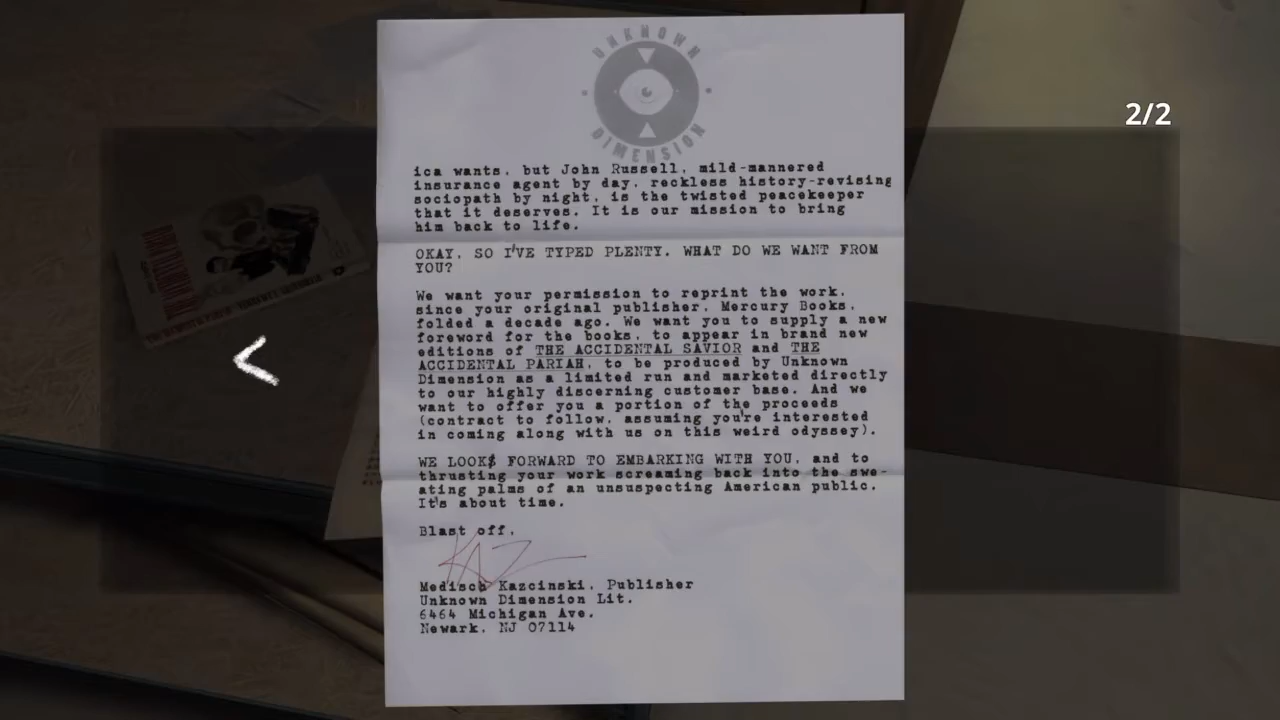 2/2
UNKNOWN
DIMENSION
ica wants, but John Russell, mild-mannered
insurance agent by day, reckless history-revising
sociopath by night, is the twisted peacekeeper
that it deserves. It is our mission to bring
him back to life.
OKAY, SO I'VE TYPED PLENTY. WHAT DO WE WANT FROM
YOU?
We want your permission to reprint the work,
since your original publisher, Mercury Books,
folded a decade ago. We want you to supply a new
foreword for the books, to appear in brand new
editions of THE ACCIDENTAL SAVIOR and THE
ACCIDENTAL PARIAH, to be produced by Unknown
Dimension as a limited run and marketed directly
to our highly discerning customer base. And we
want to offer you a portion of the proceeds
(contract to follow, assuming you're interested
in coming along with us on this weird odyssey).
WE LOOK$ FORWARD TO EMBARKING WITH YOU, and to
thrusting your work screaming back into the swe-
ating palms of an unsuspecting American public.
It's about time.
Blast off,
KAZ
Medisch Kazcinski, Publisher
Unknown Dimension Lit.
6464 Michigan Ave.
Newark, NJ 07114